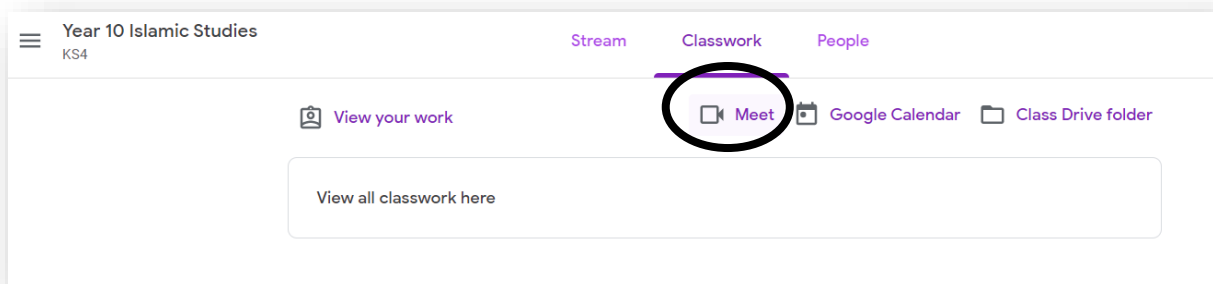 Year 10 Islamic Studies
KS4
Stream Classwork People
View your work Meet Google Calendar Class Drive folder
View all classwork here